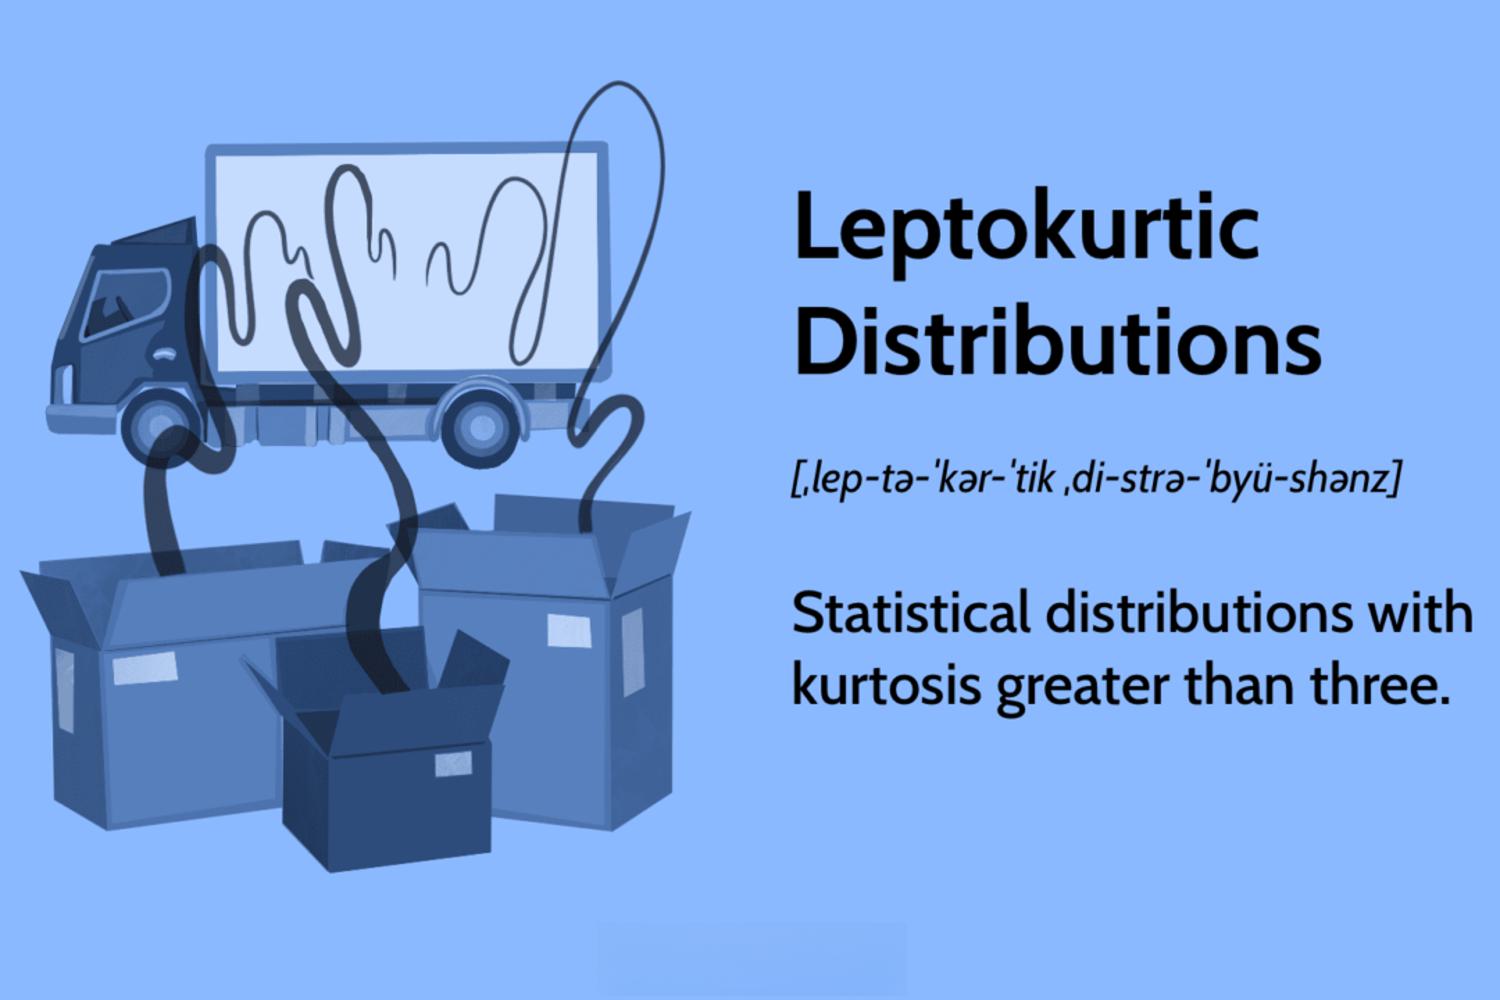 Leptokurtic
Distributions
[ˌlep-tə-ˈkər-ˈtik ˌdi-strə-ˈbyü-shənz]
Statistical distributions with
kurtosis greater than three.